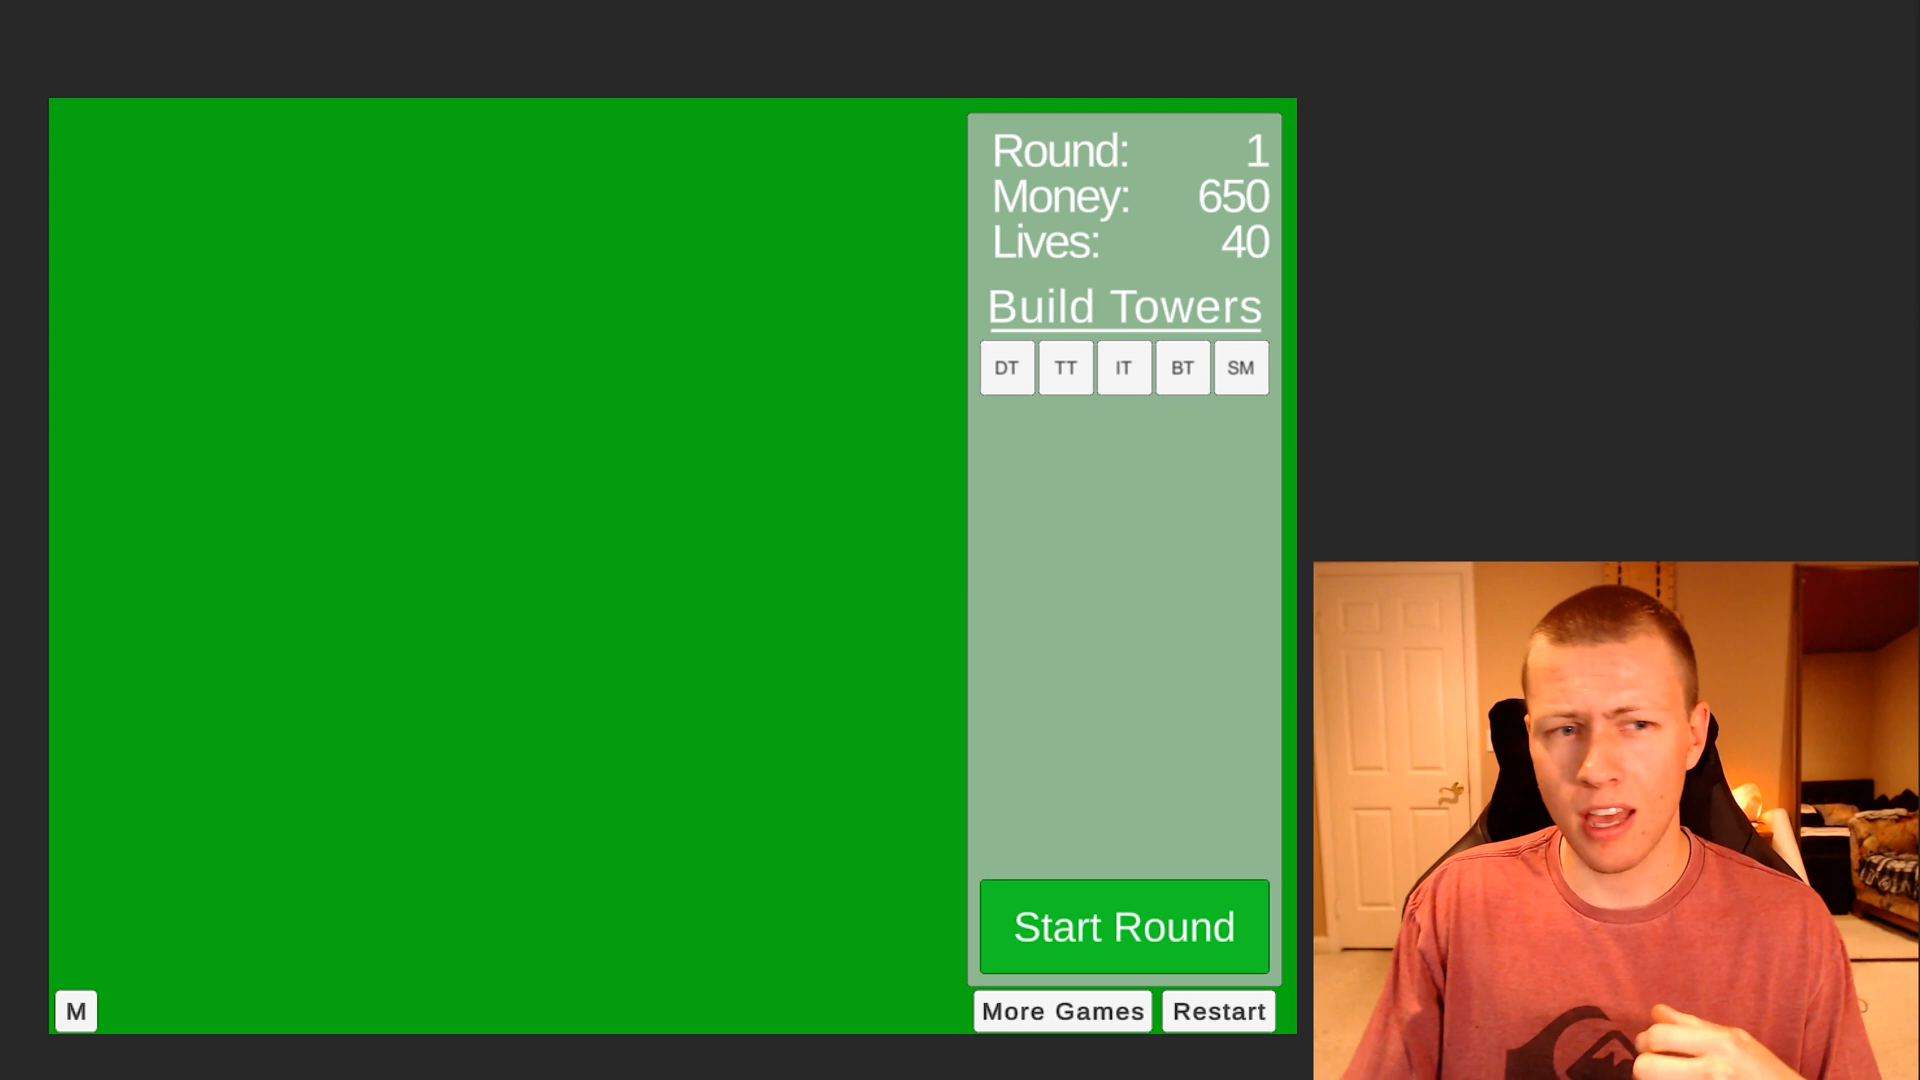 Round: 1
Money: 650
Lives: 40
Build Towers
DT TT IT BT SM
Start Round
M More Games Restart